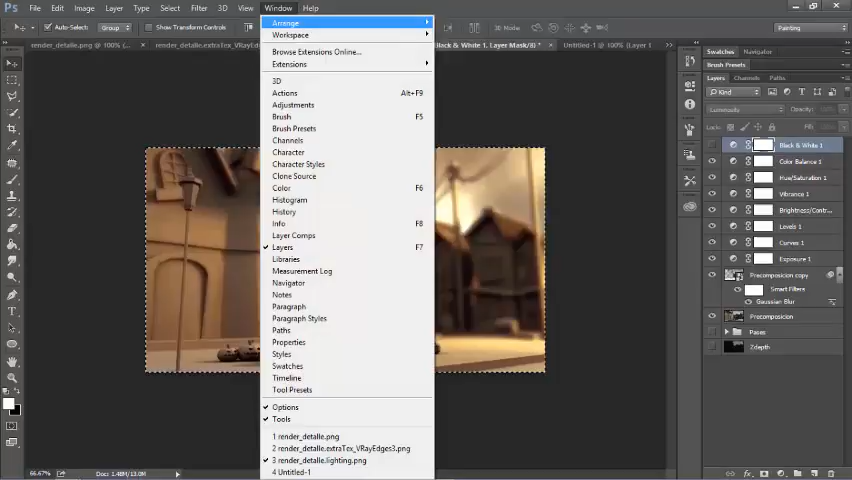 Ps File Edit Image Layer Type Select Filter 3D View Window Help
Auto-Select: Group Show Transform Controls 3D Mode: Painting
render_detalle.png @ 100% (... render_detalle.extraTex_VRayEd Black & White 1, Layer Mask/8) * Untitled-1 @ 100% (Layer 1
Arrange
Workspace
Browse Extensions Online...
Extensions
3D
Actions Alt+F9
Adjustments
Brush F5
Brush Presets
Channels
Character
Character Styles
Clone Source
Color F6
Histogram
History
Info F8
Layer Comps
Layers F7
Libraries
Measurement Log
Navigator
Notes
Paragraph
Paragraph Styles
Paths
Properties
Styles
Swatches
Timeline
Tool Presets
Options
Tools
1 render_detalle.png
2 render_detalle.extraTex_VRayEdges3.png
3 render_detalle.lighting.png
4 Untitled-1
Swatches Navigator
Brush Presets
Layers Channels Paths
Kind
Luminosity Opacity:
Lock: Fill:
Black & White 1
Color Balance 1
Hue/Saturation 1
Vibrance 1
Brightness/Contr...
Levels 1
Curves 1
Exposure 1
Precomposicion copy
Smart Filters
Gaussian Blur
Precomposicion
Pases
Zdepth
66.67% Docs: 1.48M/13.0M